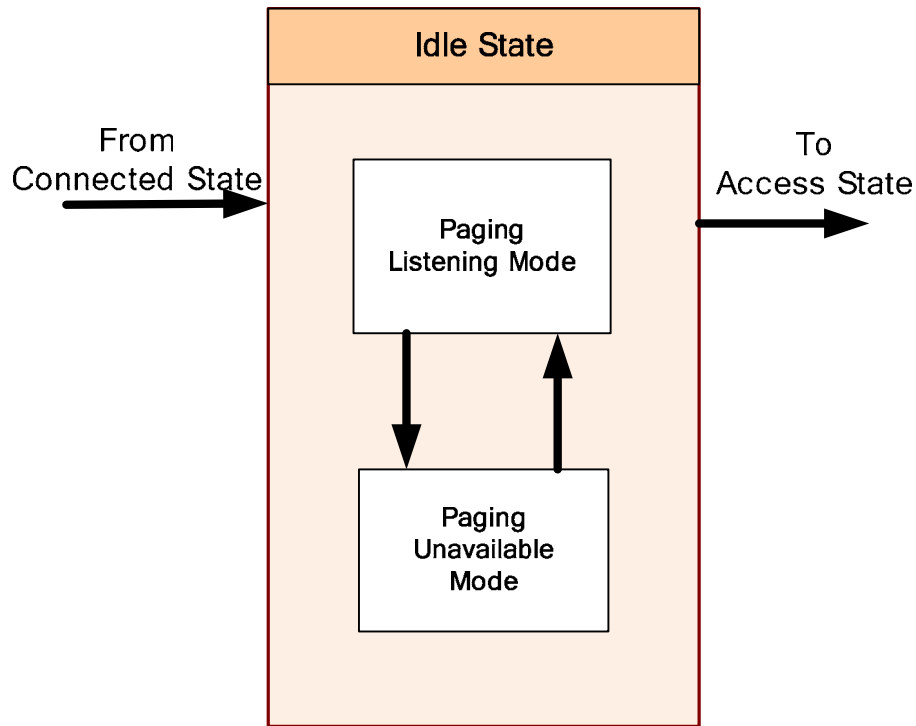 Idle State
From
Connected State
To
Access State
Paging
Listening Mode
Paging
Unavailable
Mode